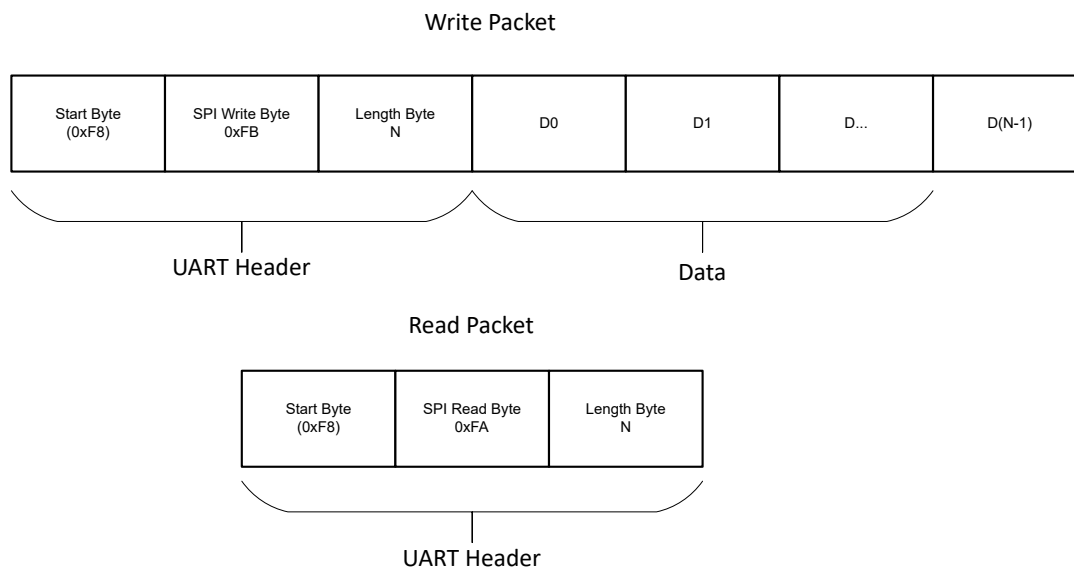 Write Packet
Start Byte
(0xF8)
SPI Write Byte
0xFB
Length Byte
N
D0
D1
D...
D(N-1)
UART Header
Data
Read Packet
Start Byte
(0xF8)
SPI Read Byte
0xFA
Length Byte
N
UART Header